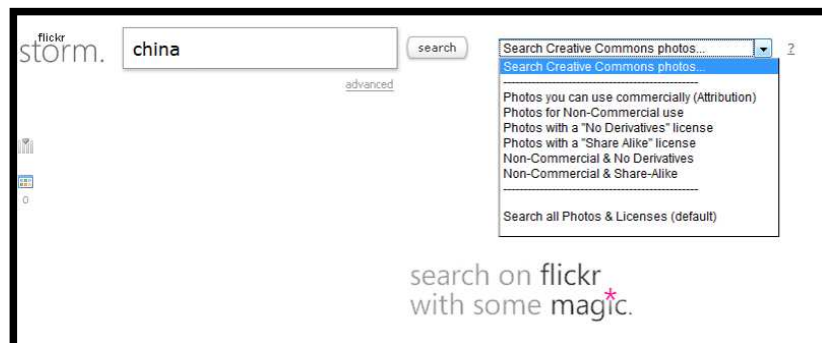 flickr
storm.
china
search
Search Creative Commons photos...
?
advanced
Search Creative Commons photos...
------------------------------------------------
Photos you can use commercially (Attribution)
Photos for Non-Commercial use
Photos with a "No Derivatives" license
Photos with a "Share Alike" license
Non-Commercial & No Derivatives
Non-Commercial & Share-Alike
------------------------------------------------
Search all Photos & Licenses (default)
0
search on flickr
with some magic.*